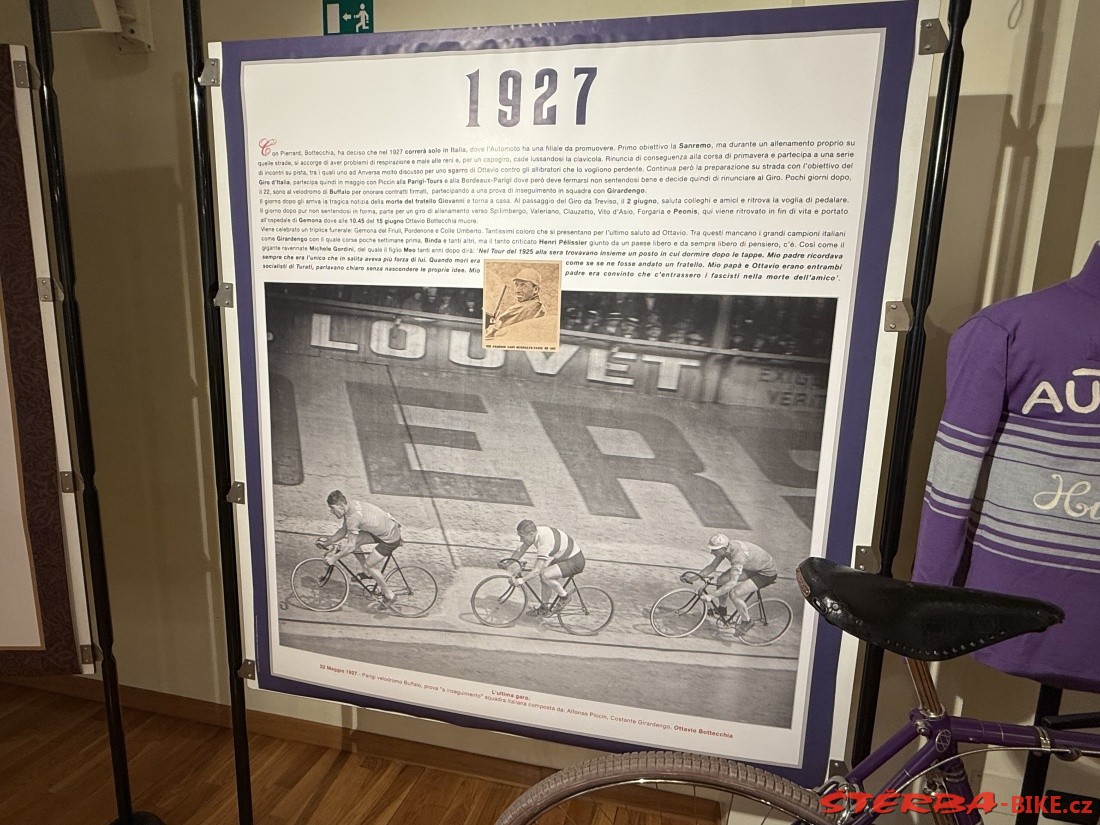 1927
Con Pierrard, Bottecchia, ha deciso che nel 1927 correrà solo in Italia, dove l'Automoto ha una filiale da promuovere. Primo obiettivo la Sanremo, ma durante un allenamento proprio su
quelle strade, si accorge di aver problemi di respirazione e male alle reni e, per un capogiro, cade lussandosi la clavicola. Rinuncia di conseguenza alla corsa di primavera e partecipa a una serie
di incontri su pista, tra i quali uno ad Anversa molto discusso per uno sgarro di Ottavio contro gli allibratori che lo vogliono perdente. Continua però la preparazione su strada con l'obiettivo del
Giro d'Italia, partecipa quindi in maggio con Piccin alla Parigi-Tours e alla Bordeaux-Parigi dove però deve fermarsi non sentendosi bene e decide quindi di rinunciare al Giro. Pochi giorni dopo,
il 22, sono al velodromo di Buffalo per onorare contratti firmati, partecipando a una prova di inseguimento in squadra con Girardengo.
Il giorno dopo gli arriva la tragica notizia della morte del fratello Giovanni e torna a casa. Al passaggio del Giro da Treviso, il 2 giugno, saluta colleghi e amici e ritrova la voglia di pedalare.
Il giorno dopo pur non sentendosi in forma, parte per un giro di allenamento verso Spilimbergo, Valeriano, Clauzetto, Vito d'Asio, Forgaria e Peonis, qui viene ritrovato in fin di vita e portato
all'ospedale di Gemona dove alle 10.45 del 15 giugno Ottavio Bottecchia muore.
Viene celebrato un triplice funerale: Gemona del Friuli, Pordenone e Colle Umberto. Tantissimi coloro che si presentano per l'ultimo saluto ad Ottavio. Tra questi mancano i grandi campioni italiani
come Girardengo con il quale corse poche settimane prima, Binda e tanti altri, ma il tanto criticato Henri Pélissier giunto da un paese libero e da sempre libero di pensiero, c'è. Così come il
gigante ravennate Michele Gordini, del quale il figlio Meo tanti anni dopo dirà: 'Nel Tour del 1925 alla sera trovavano insieme un posto in cui dormire dopo le tappe. Mio padre ricordava
sempre che era l'unico che in salita aveva più forza di lui. Quando morì era come se se ne fosse andato un fratello. Mio papà e Ottavio erano entrambi
socialisti di Turati, parlavano chiaro senza nascondere le proprie idee. Mio padre era convinto che c'entrassero i fascisti nella morte dell'amico'.
LOUVÉT
VERIT
ERS
L'ultima gara.
22 Maggio 1927 - Parigi velodromo Buffalo, prova "a inseguimento" squadra italiana composta da: Alfonso Piccin, Costante Girardengo, Ottavio Bottecchia
AU
Hu
ŠTĚRBA-BIKE.cz